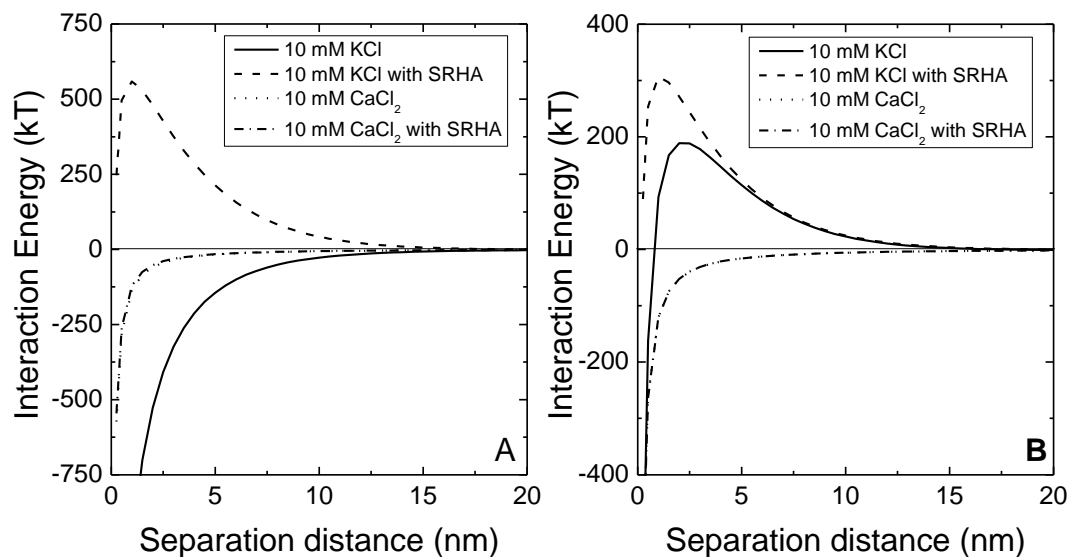 750
500
250
0
-250
-500
-750
Interaction Energy (kT)
10 mM KCl
10 mM KCl with SRHA
10 mM CaCl₂
10 mM CaCl₂ with SRHA
A
0 5 10 15 20
Separation distance (nm)
400
200
0
-200
-400
Interaction Energy (kT)
10 mM KCl
10 mM KCl with SRHA
10 mM CaCl₂
10 mM CaCl₂ with SRHA
B
0 5 10 15 20
Separation distance (nm)